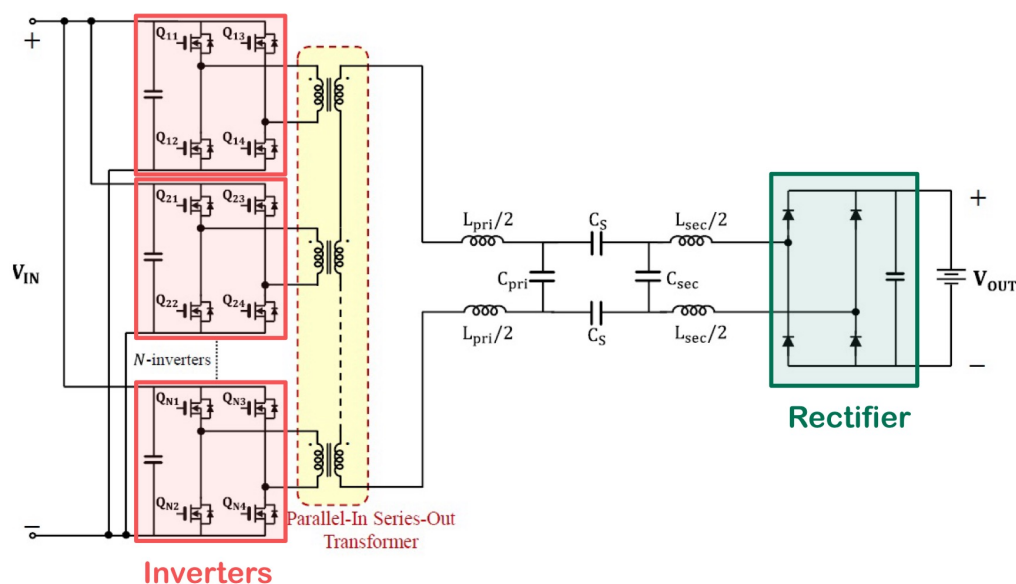 +
Q11 Q13
Q12 Q14
Q21 Q23
VIN
Q22 Q24
N-inverters
QN1 QN3
QN2 QN4
−
Inverters
Parallel-In Series-Out
Transformer
Lpri/2 CS Lsec/2
Cpri Csec
Lpri/2 CS Lsec/2
+
VOUT
−
Rectifier